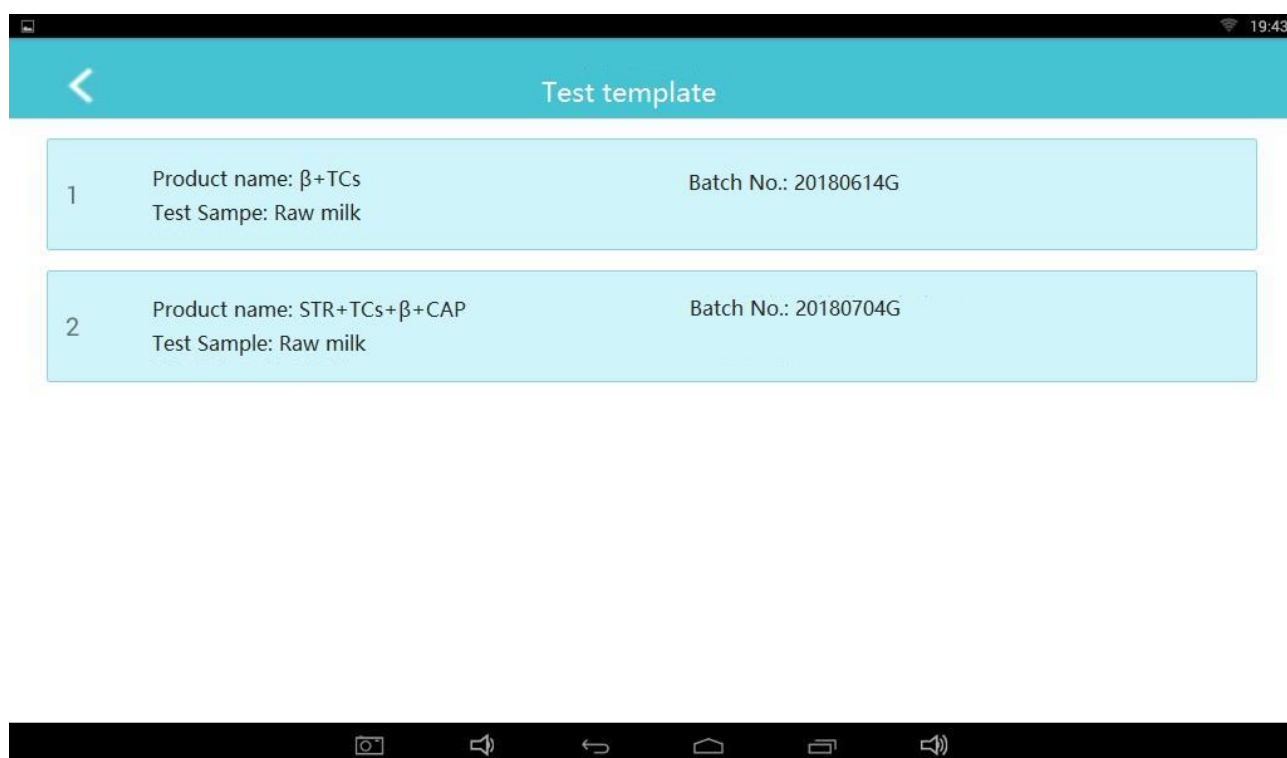 19:43
Test template
1
Product name: β+TCs
Batch No.: 20180614G
Test Sampe: Raw milk
2
Product name: STR+TCs+β+CAP
Batch No.: 20180704G
Test Sample: Raw milk